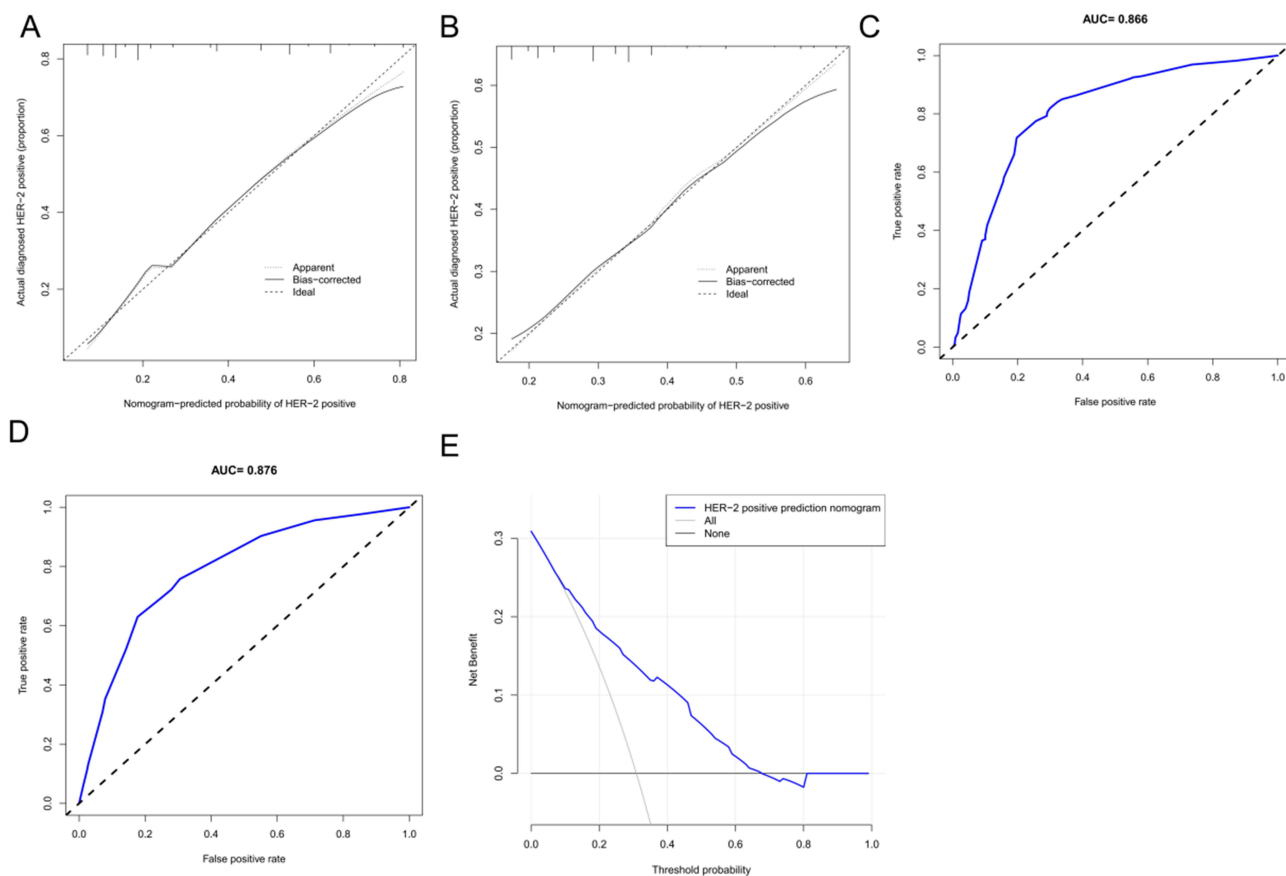 A
Actual diagnosed HER-2 positive (proportion)
0.8
0.6
0.4
0.2
Apparent
Bias-corrected
Ideal
0.2 0.4 0.6 0.8
Nomogram-predicted probability of HER-2 positive
B
Actual diagnosed HER-2 positive (proportion)
0.6
0.5
0.4
0.3
0.2
Apparent
Bias-corrected
Ideal
0.2 0.3 0.4 0.5 0.6
Nomogram-predicted probability of HER-2 positive
C
AUC= 0.866
True positive rate
1.0
0.8
0.6
0.4
0.2
0.0
0.0 0.2 0.4 0.6 0.8 1.0
False positive rate
D
AUC= 0.876
True positive rate
1.0
0.8
0.6
0.4
0.2
0.0
0.0 0.2 0.4 0.6 0.8 1.0
False positive rate
E
HER-2 positive prediction nomogram
All
None
Net Benefit
0.3
0.2
0.1
0.0
0.0 0.2 0.4 0.6 0.8 1.0
Threshold probability